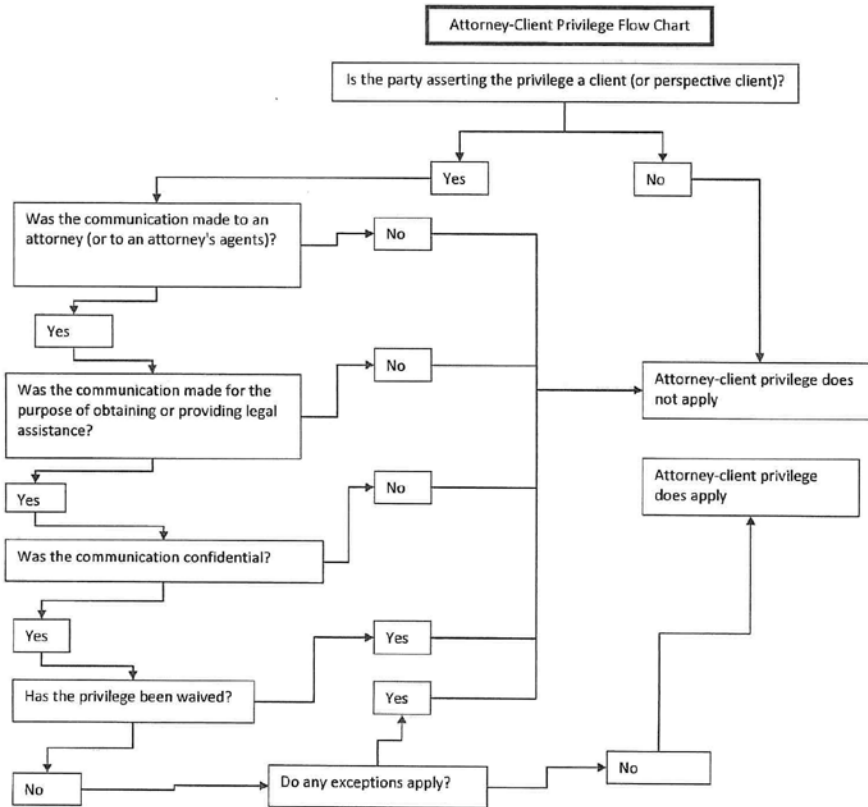 Attorney-Client Privilege Flow Chart
Is the party asserting the privilege a client (or perspective client)?
Yes
No
Was the communication made to an
attorney (or to an attorney's agents)?
No
Yes
Was the communication made for the
purpose of obtaining or providing legal
assistance?
No
Attorney-client privilege does
not apply
Yes
No
Attorney-client privilege
does apply
Was the communication confidential?
Yes
Yes
Has the privilege been waived?
Yes
No
Do any exceptions apply?
No